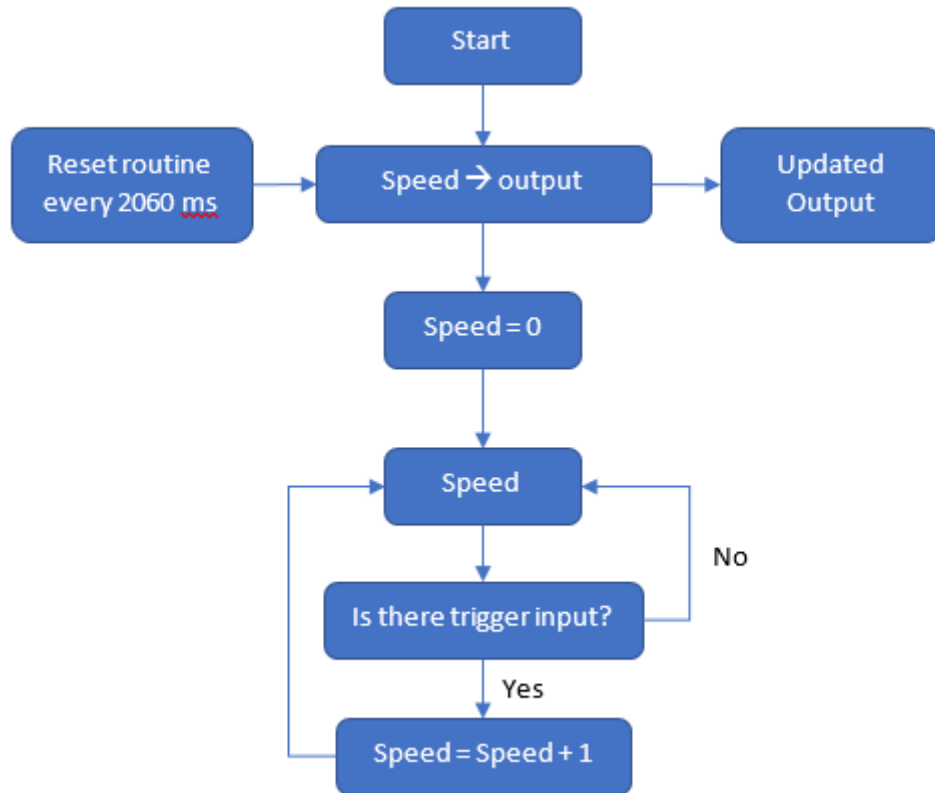 Start
Reset routine
every 2060 ms
Speed → output
Updated
Output
Speed = 0
Speed
No
Is there trigger input?
Yes
Speed = Speed + 1